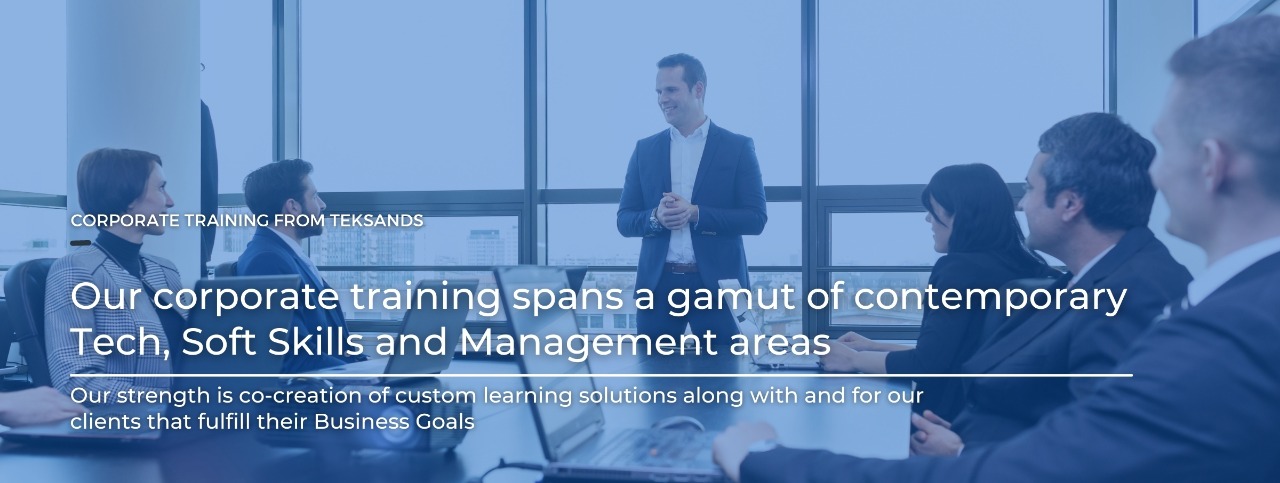 CORPORATE TRAINING FROM TEKSANDS
Our corporate training spans a gamut of contemporary
Tech, Soft Skills and Management areas
Our strength is co-creation of custom learning solutions along with and for our
clients that fulfill their Business Goals